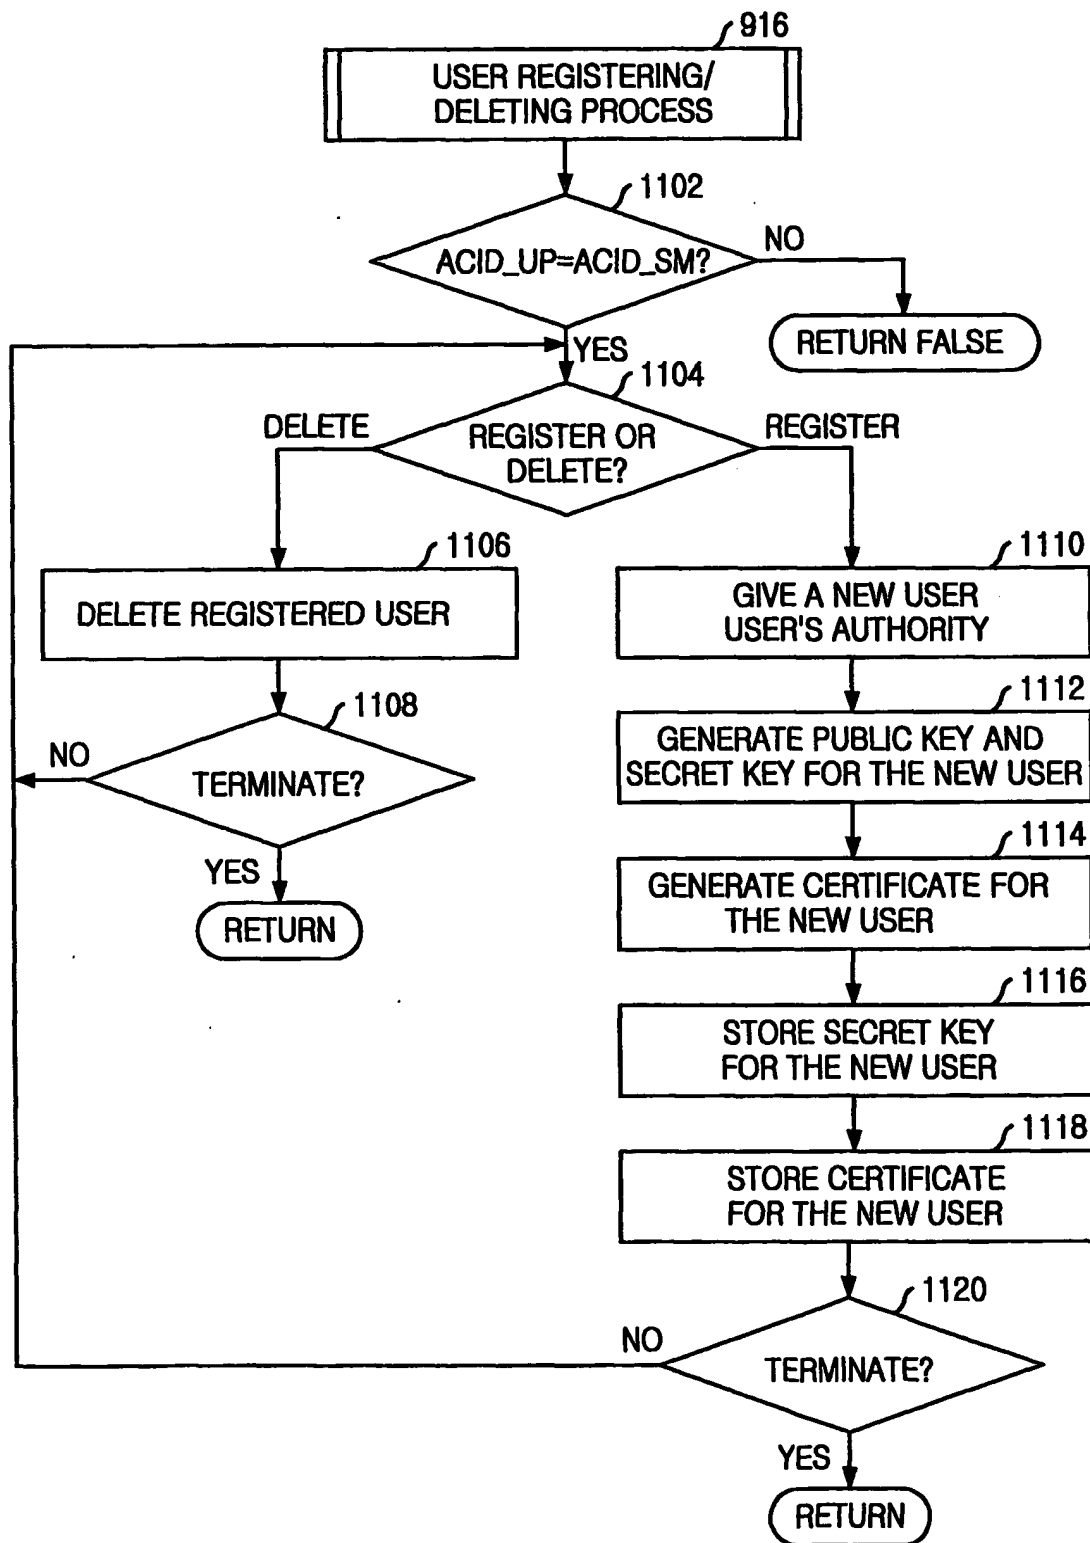 916
USER REGISTERING/
DELETING PROCESS
1102
ACID_UP=ACID_SM?
NO
RETURN FALSE
YES
1104
DELETE
REGISTER OR
DELETE?
REGISTER
1106
DELETE REGISTERED USER
1108
NO
TERMINATE?
YES
RETURN
1110
GIVE A NEW USER
USER'S AUTHORITY
1112
GENERATE PUBLIC KEY AND
SECRET KEY FOR THE NEW USER
1114
GENERATE CERTIFICATE FOR
THE NEW USER
1116
STORE SECRET KEY
FOR THE NEW USER
1118
STORE CERTIFICATE
FOR THE NEW USER
1120
NO
TERMINATE?
YES
RETURN